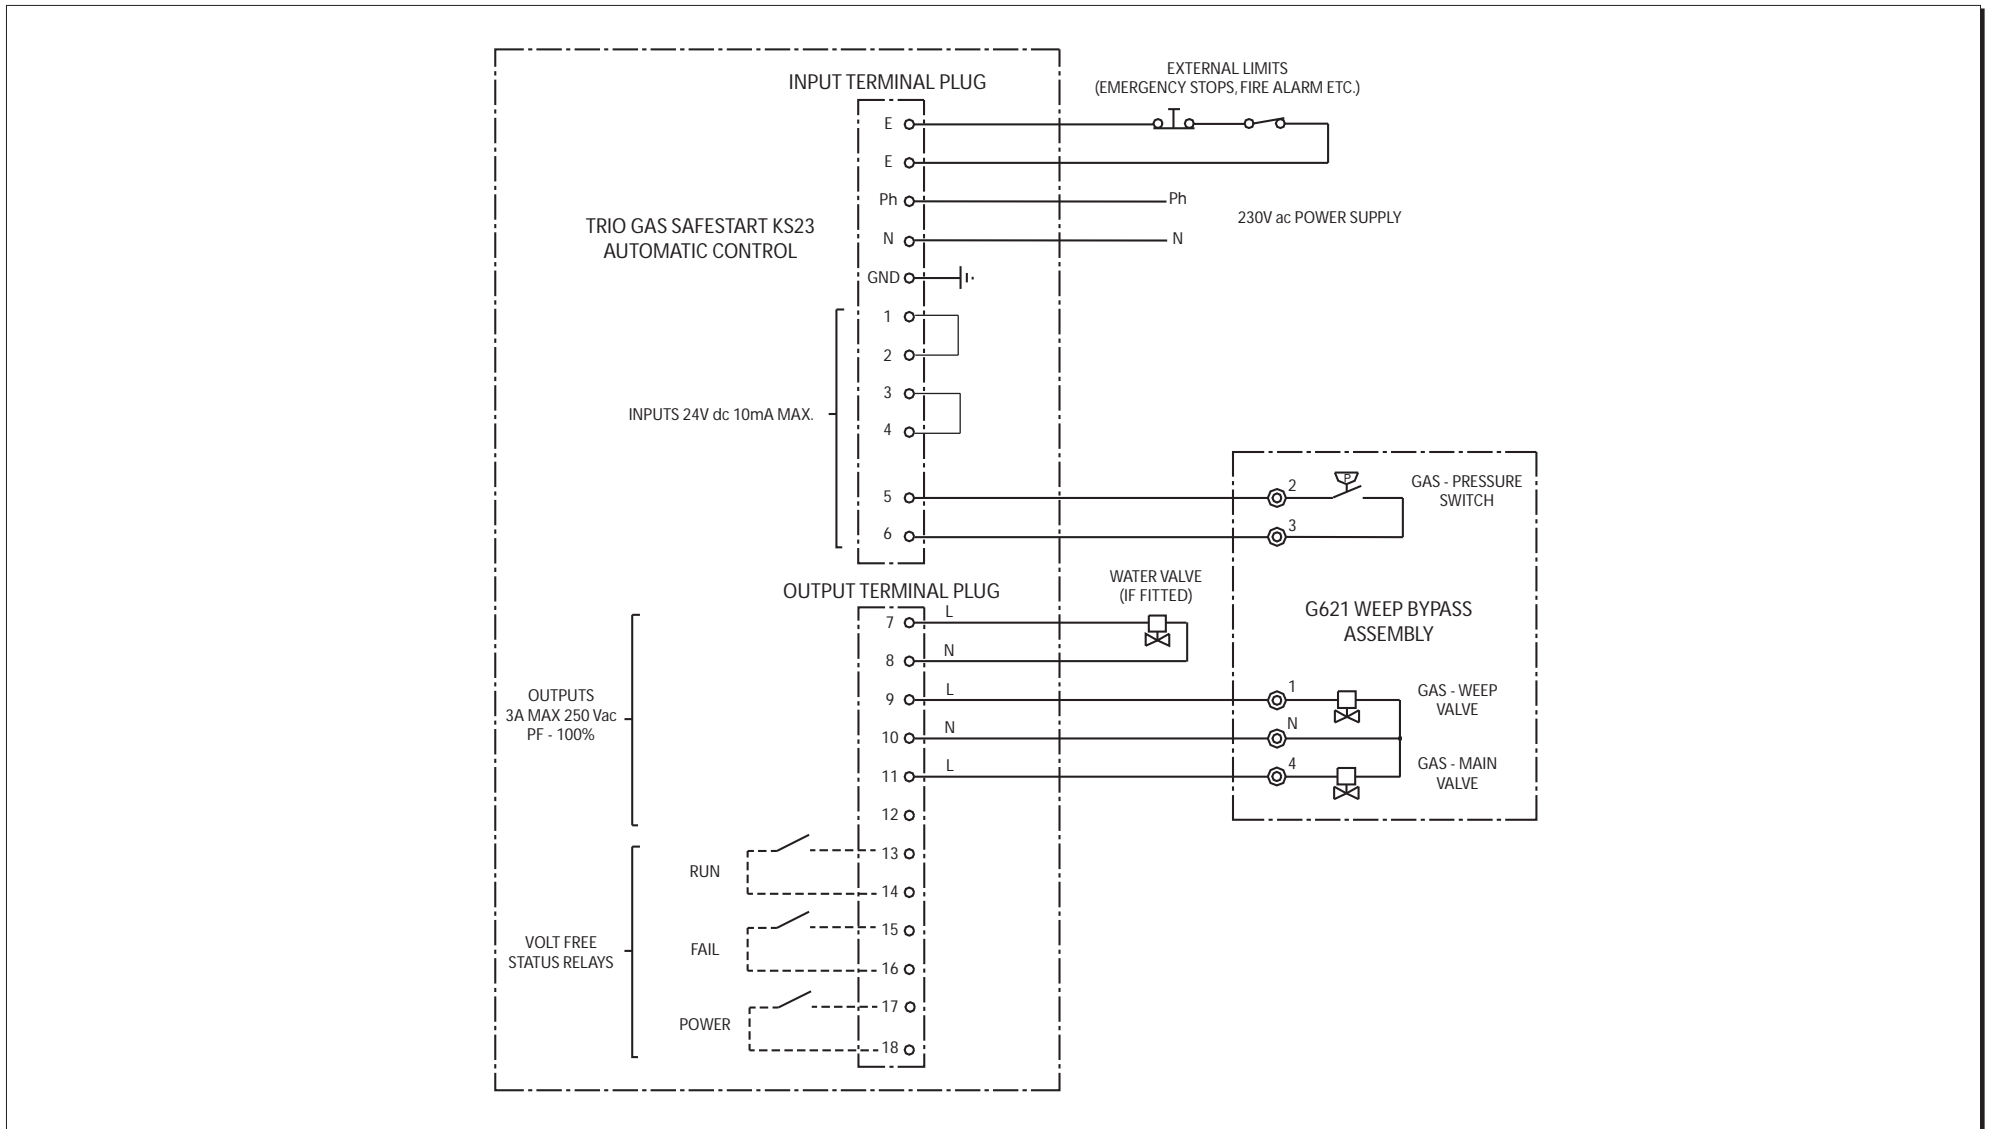 INPUT TERMINAL PLUG
EXTERNAL LIMITS
(EMERGENCY STOPS, FIRE ALARM ETC.)
E
E
Ph
Ph
230V ac POWER SUPPLY
N
N
TRIO GAS SAFESTART KS23
AUTOMATIC CONTROL
GND
1
2
3
4
INPUTS 24V dc 10mA MAX.
5
6
2
P
GAS - PRESSURE
SWITCH
3
OUTPUT TERMINAL PLUG
WATER VALVE
(IF FITTED)
G621 WEEP BYPASS
ASSEMBLY
7
L
8
N
9
L
1
GAS - WEEP
VALVE
10
N
N
11
L
4
GAS - MAIN
VALVE
OUTPUTS
3A MAX 250 Vac
PF - 100%
12
RUN
13
14
FAIL
15
16
VOLT FREE
STATUS RELAYS
POWER
17
18